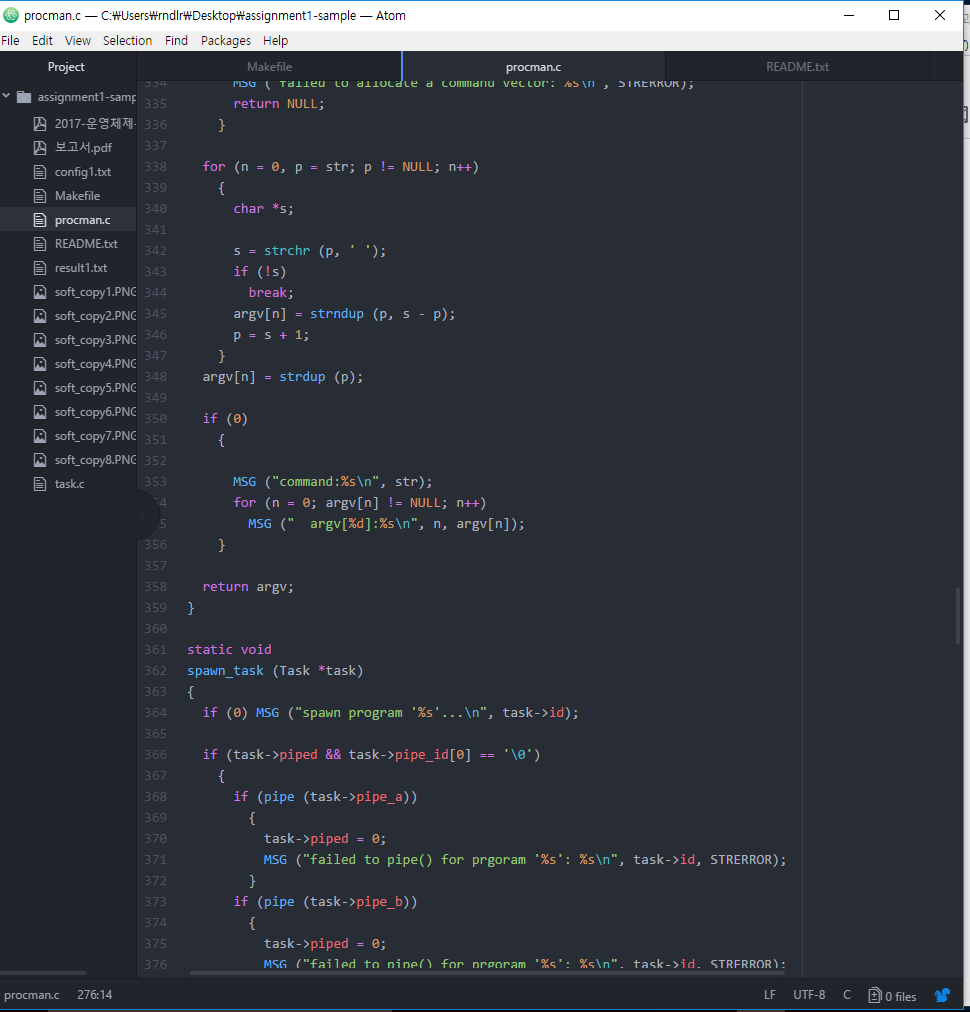 procman.c — C:₩Users₩rndlr₩Desktop₩assignment1-sample — Atom
File Edit View Selection Find Packages Help
Project
Makefile
procman.c
README.txt
assignment1-samp
2017-운영체제-
보고서.pdf
config1.txt
Makefile
procman.c
README.txt
result1.txt
soft_copy1.PNG
soft_copy2.PNG
soft_copy3.PNG
soft_copy4.PNG
soft_copy5.PNG
soft_copy6.PNG
soft_copy7.PNG
soft_copy8.PNG
task.c
334 MSG ("failed to allocate a command vector: %s\n", STRERROR);
335 return NULL;
336 }
337
338 for (n = 0, p = str; p != NULL; n++)
339 {
340 char *s;
341
342 s = strchr (p, ' ');
343 if (!s)
344 break;
345 argv[n] = strndup (p, s - p);
346 p = s + 1;
347 }
348 argv[n] = strdup (p);
349
350 if (0)
351 {
352
353 MSG ("command:%s\n", str);
54 for (n = 0; argv[n] != NULL; n++)
5 MSG ("  argv[%d]:%s\n", n, argv[n]);
356 }
357
358 return argv;
359 }
360
361 static void
362 spawn_task (Task *task)
363 {
364 if (0) MSG ("spawn program '%s'...\n", task->id);
365
366 if (task->piped && task->pipe_id[0] == '\0')
367 {
368 if (pipe (task->pipe_a))
369 {
370 task->piped = 0;
371 MSG ("failed to pipe() for prgoram '%s': %s\n", task->id, STRERROR);
372 }
373 if (pipe (task->pipe_b))
374 {
375 task->piped = 0;
376 MSG ("failed to pipe() for prgoram '%s': %s\n", task->id, STRERROR);
procman.c 276:14
LF UTF-8 C 0 files